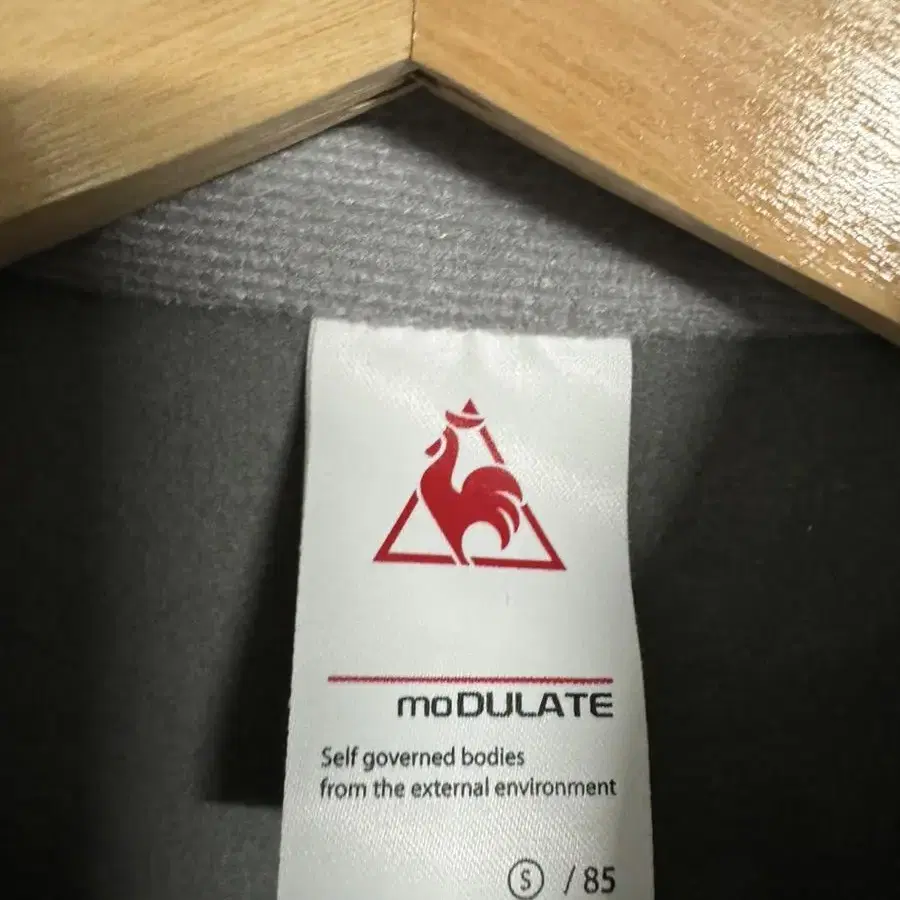 moDULATE
Self governed bodies
from the external environment
Ⓢ / 85